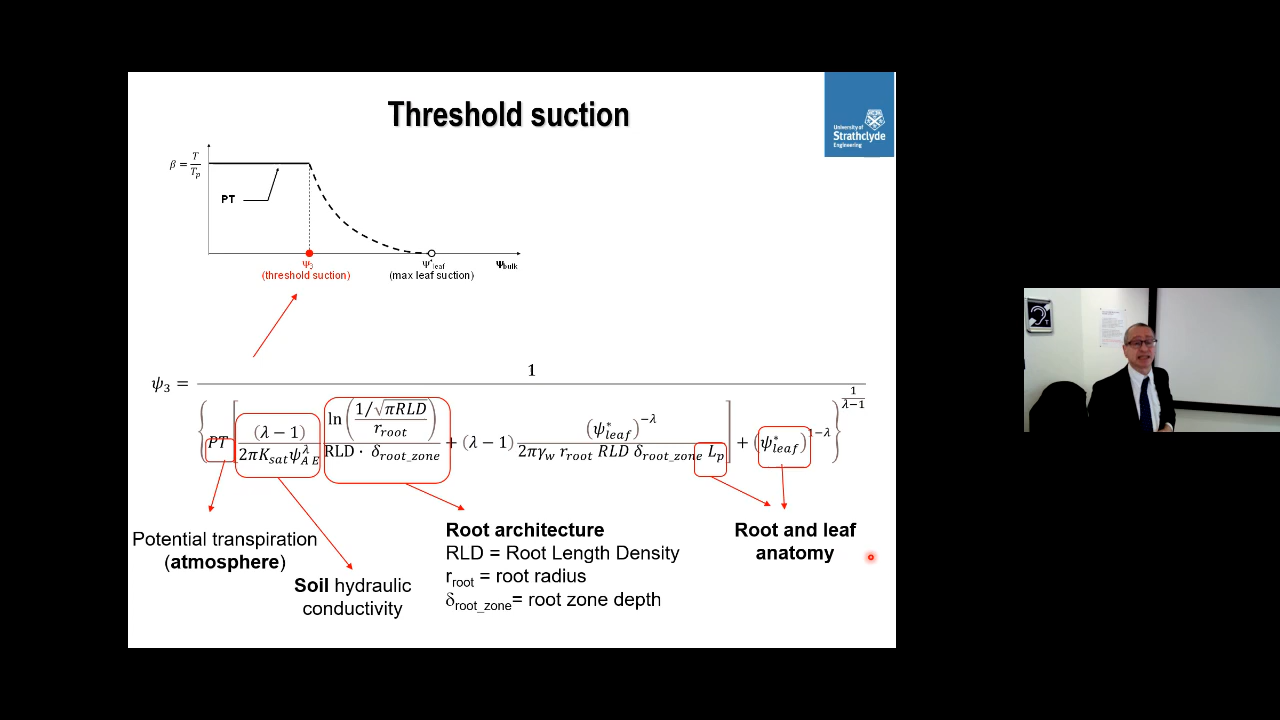 Threshold suction
University of
Strathclyde
Engineering
β = T/T_p
PT
Ψ_3
(threshold suction)
Ψ*_leaf
(max leaf suction)
Ψ_bulk
ψ_3 = 1 / { PT [ (λ − 1) / (2πK_sat ψ_AE^λ) ln( (1/√πRLD) / r_root ) / (RLD · δ_root_zone) + (λ − 1) (ψ*_leaf)^−λ / (2πγ_w r_root RLD δ_root_zone L_p) ] + (ψ*_leaf)^1−λ }^1/(λ−1)
Potential transpiration
(atmosphere)
Soil hydraulic
conductivity
Root architecture
RLD = Root Length Density
r_root = root radius
δ_root_zone= root zone depth
Root and leaf
anatomy
T